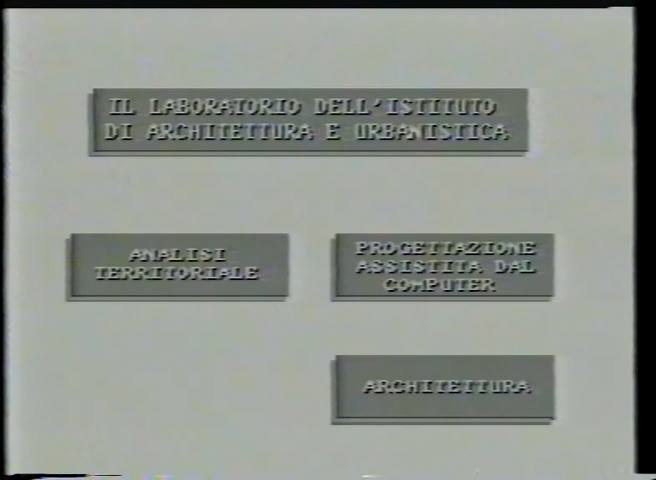 IL LABORATORIO DELL'ISTITUTO
DI ARCHITETTURA E URBANISTICA
ANALISI
TERRITORIALE
PROGETTAZIONE
ASSISTITA DAL
COMPUTER
ARCHITETTURA